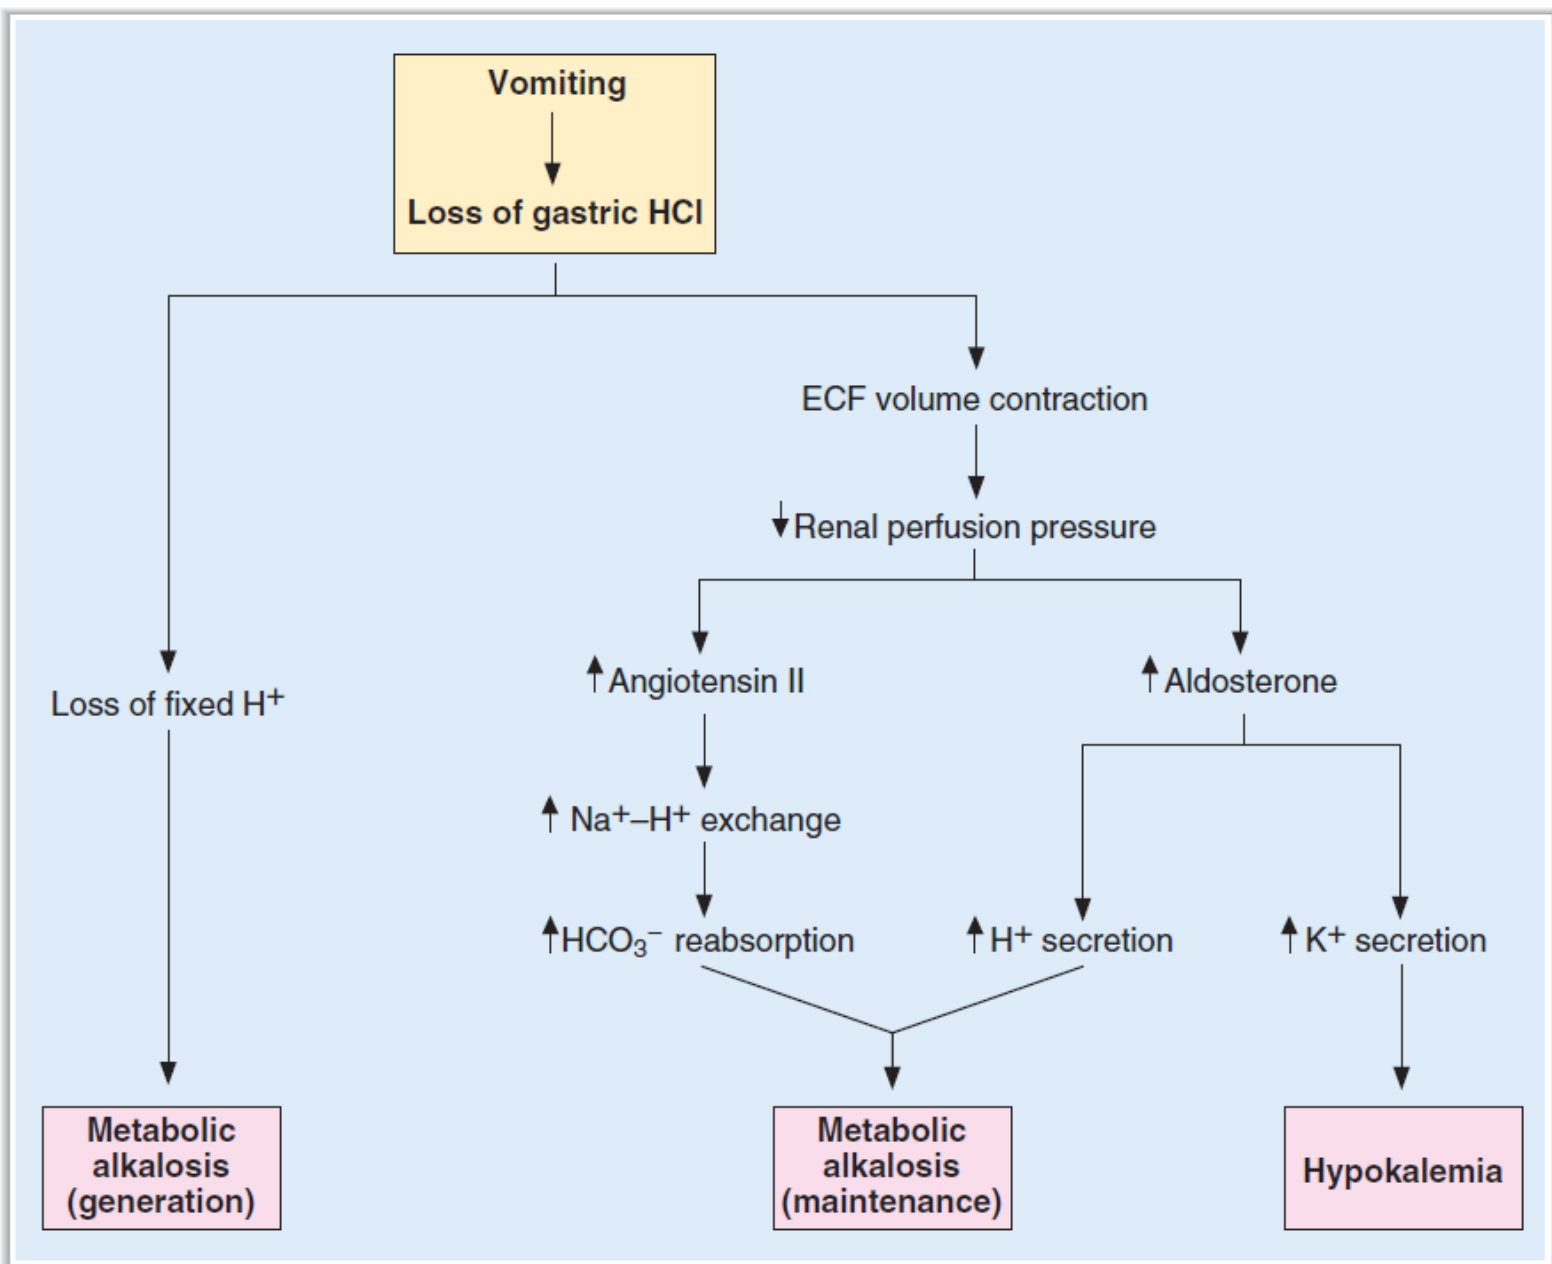 Vomiting
Loss of gastric HCl
ECF volume contraction
Renal perfusion pressure
Angiotensin II
Aldosterone
Loss of fixed H⁺
Na⁺–H⁺ exchange
HCO₃⁻ reabsorption
H⁺ secretion
K⁺ secretion
Metabolic
alkalosis
(generation)
Metabolic
alkalosis
(maintenance)
Hypokalemia